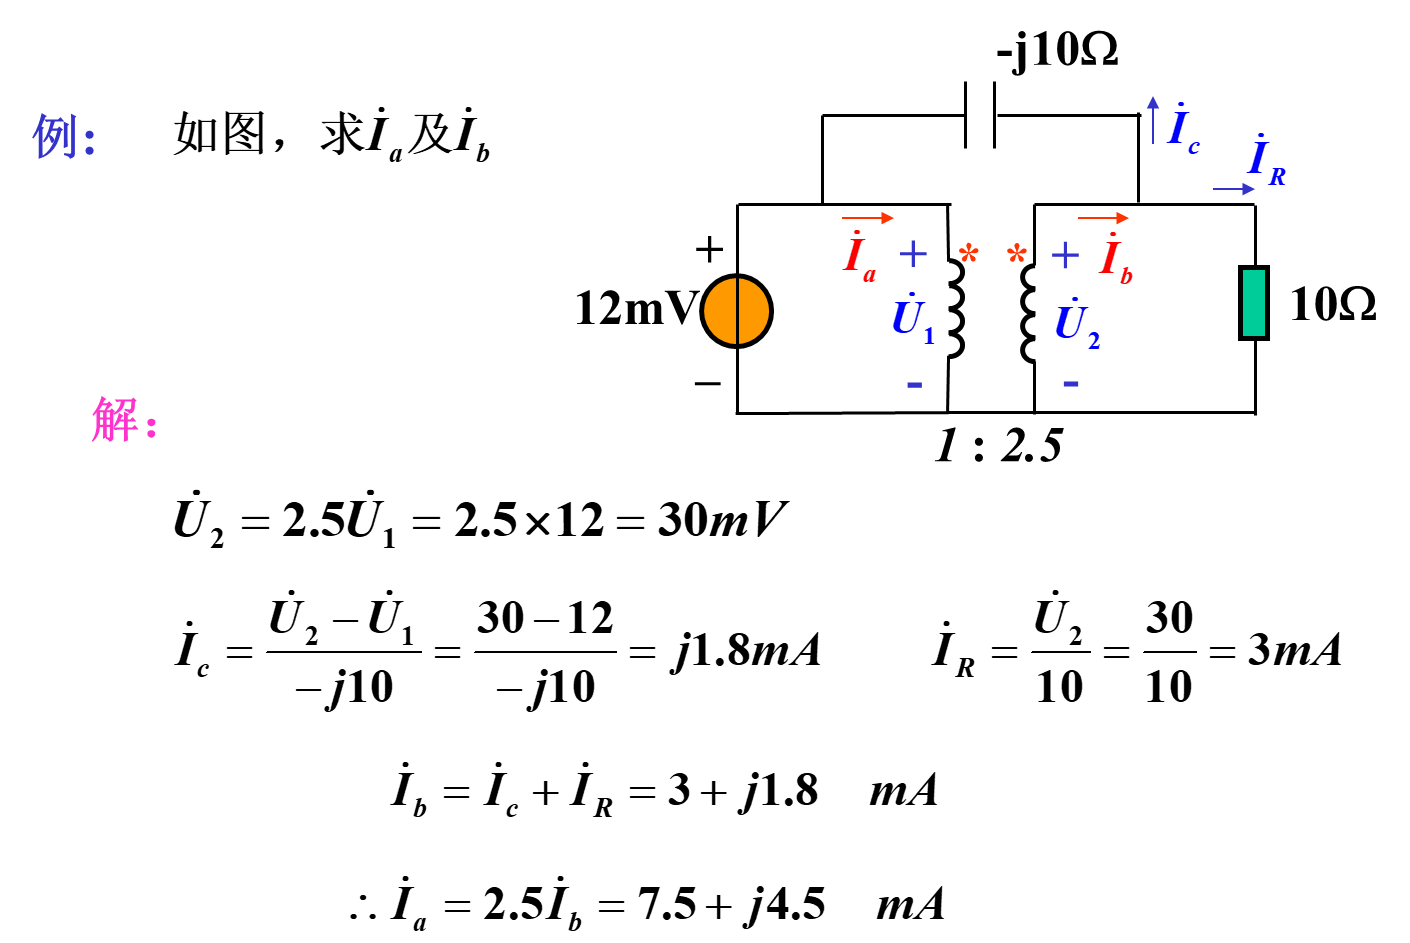 例： 如图，求İa及İb
-j10Ω
İc
İR
+ İa + * * + İb
12mV U̇1 U̇2 10Ω
− - -
1 : 2.5
解：
U̇2 = 2.5U̇1 = 2.5×12 = 30mV
İc = (U̇2 − U̇1)/(−j10) = (30 − 12)/(−j10) = j1.8mA İR = U̇2/10 = 30/10 = 3mA
İb = İc + İR = 3 + j1.8 mA
∴ İa = 2.5İb = 7.5 + j4.5 mA